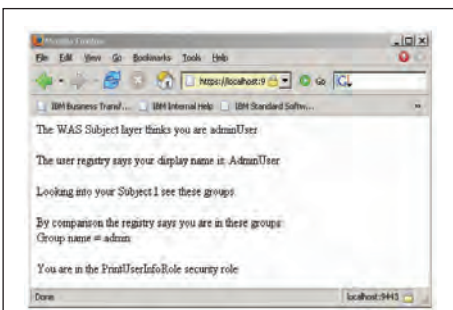 Mozilla Firefox
File Edit View Go Bookmarks Tools Help
https://localhost:9 Go
IBM Business Transf... IBM Internal Help IBM Standard Softw...
The WAS Subject layer thinks you are adminUser
The user registry says your display name is: AdminUser
Looking into your Subject I see these groups:
By comparison the registry says you are in these groups:
Group name = admin
You are in the PrintUserInfoRole security role
Done localhost:9443